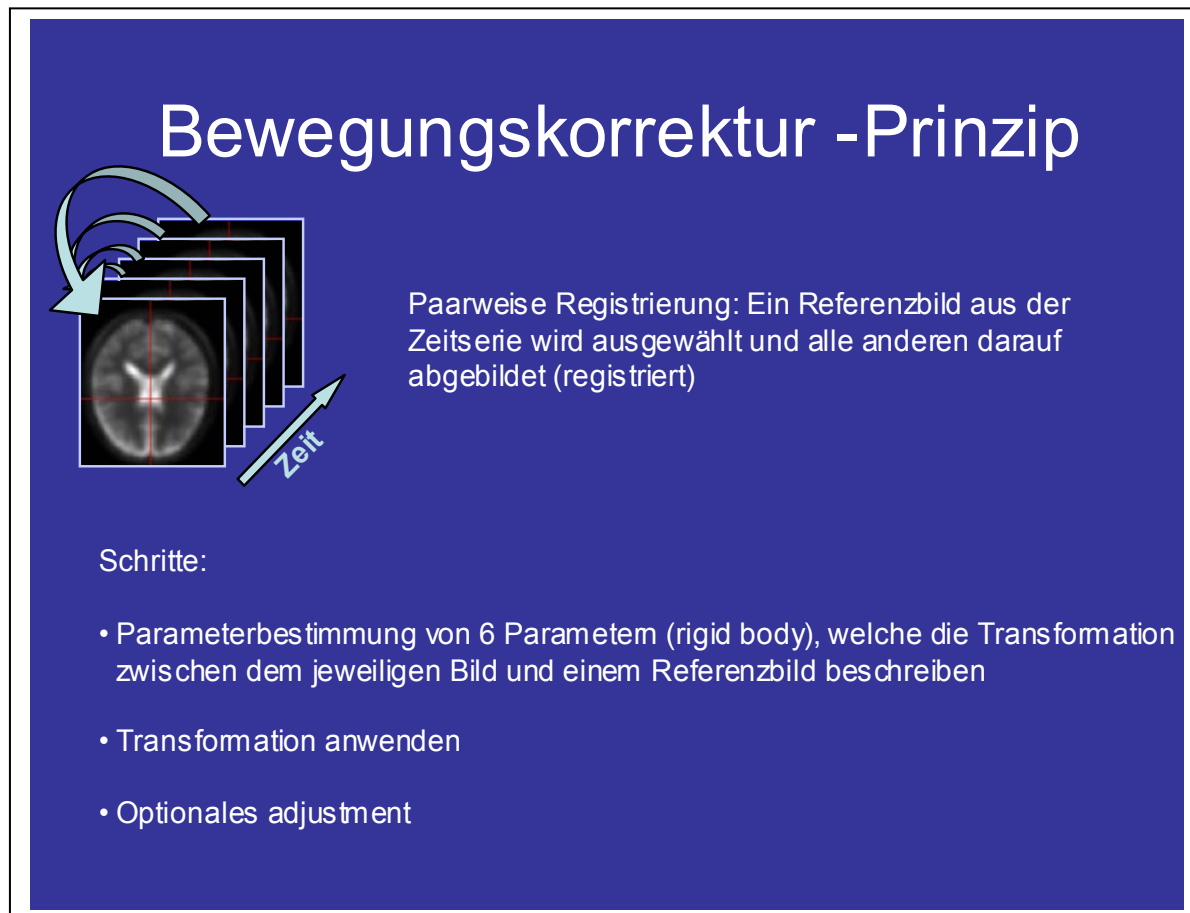 Bewegungskorrektur -Prinzip
Paarweise Registrierung: Ein Referenzbild aus der
Zeitserie wird ausgewählt und alle anderen darauf
abgebildet (registriert)
Zeit
Schritte:
• Parameterbestimmung von 6 Parametern (rigid body), welche die Transformation
zwischen dem jeweiligen Bild und einem Referenzbild beschreiben
• Transformation anwenden
• Optionales adjustment